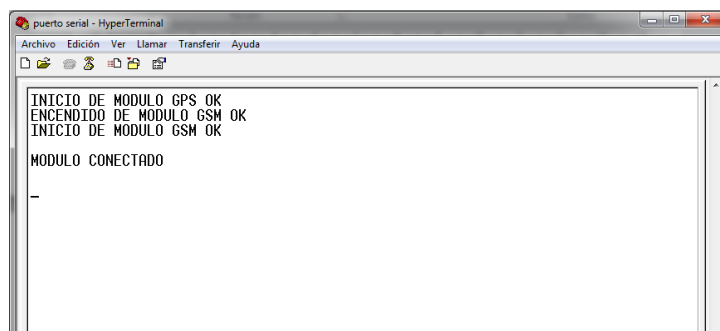 puerto serial - HyperTerminal
Archivo Edición Ver Llamar Transferir Ayuda
INICIO DE MODULO GPS OK
ENCENDIDO DE MODULO GSM OK
INICIO DE MODULO GSM OK
MODULO CONECTADO